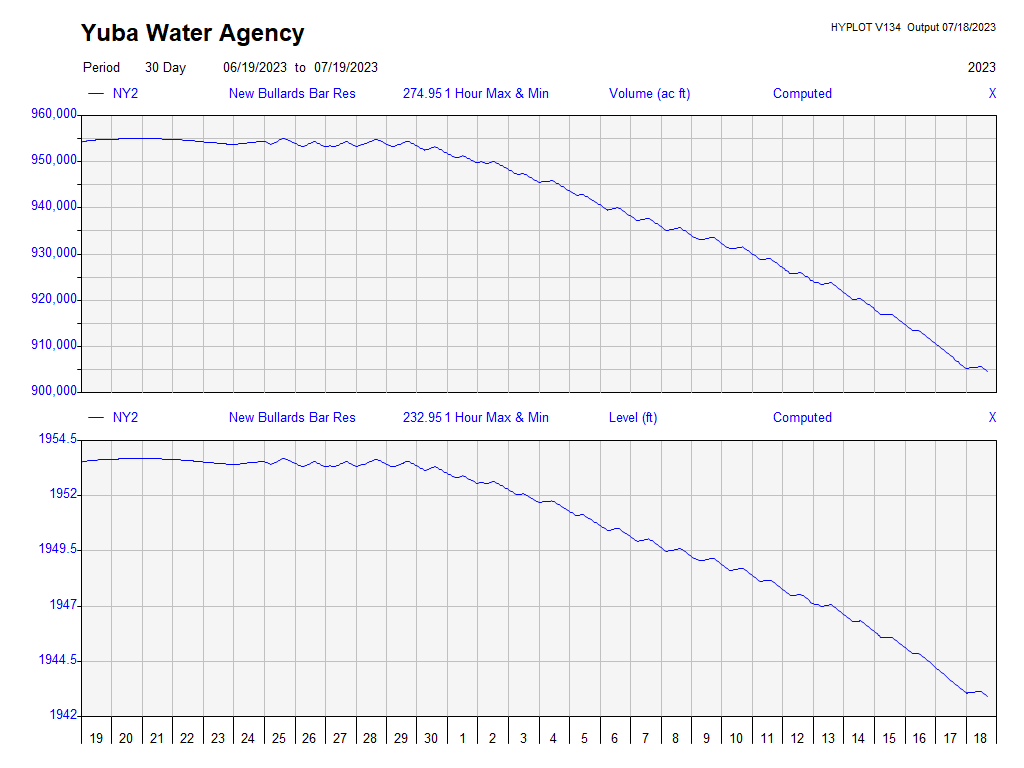 Yuba Water Agency
HYPLOT V134 Output 07/18/2023
Period 30 Day 06/19/2023 to 07/19/2023 2023
NY2 New Bullards Bar Res 274.95 1 Hour Max & Min Volume (ac ft) Computed X
960,000
950,000
940,000
930,000
920,000
910,000
900,000
NY2 New Bullards Bar Res 232.95 1 Hour Max & Min Level (ft) Computed X
1954.5
1952
1949.5
1947
1944.5
1942
19 20 21 22 23 24 25 26 27 28 29 30 1 2 3 4 5 6 7 8 9 10 11 12 13 14 15 16 17 18